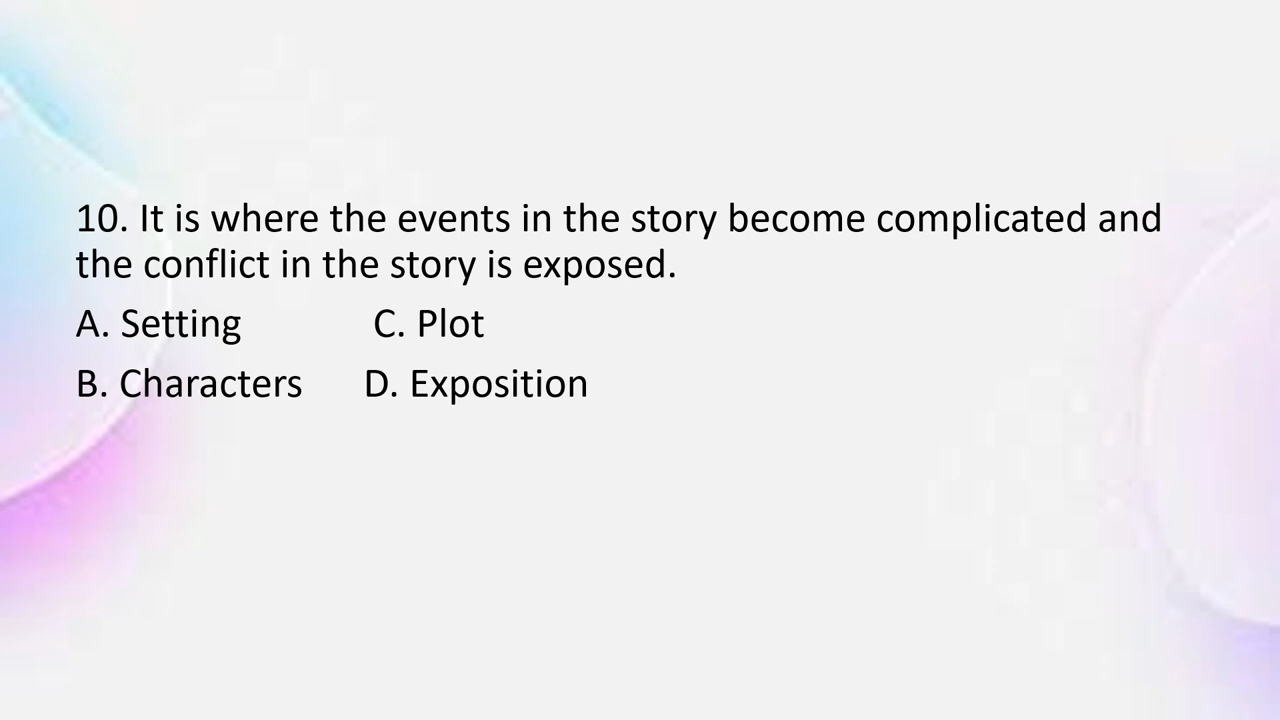 10. It is where the events in the story become complicated and
the conflict in the story is exposed.
A. Setting C. Plot
B. Characters D. Exposition